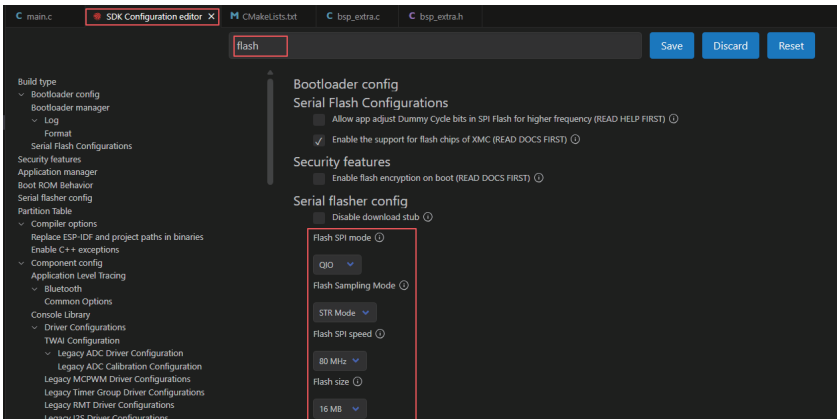 C main.c
SDK Configuration editor X
M CMakeLists.txt
C bsp_extra.c
C bsp_extra.h
flash
Save
Discard
Reset
Build type
Bootloader config
Bootloader manager
Log
Format
Serial Flash Configurations
Security features
Application manager
Boot ROM Behavior
Serial flasher config
Partition Table
Compiler options
Replace ESP-IDF and project paths in binaries
Enable C++ exceptions
Component config
Application Level Tracing
Bluetooth
Common Options
Console Library
Driver Configurations
TWAI Configuration
Legacy ADC Driver Configuration
Legacy ADC Calibration Configuration
Legacy MCPWM Driver Configurations
Legacy Timer Group Driver Configurations
Legacy RMT Driver Configurations
Legacy I2S Driver Configurations
Bootloader config
Serial Flash Configurations
Allow app adjust Dummy Cycle bits in SPI Flash for higher frequency (READ HELP FIRST)
Enable the support for flash chips of XMC (READ DOCS FIRST)
Security features
Enable flash encryption on boot (READ DOCS FIRST)
Serial flasher config
Disable download stub
Flash SPI mode
QIO
Flash Sampling Mode
STR Mode
Flash SPI speed
80 MHz
Flash size
16 MB